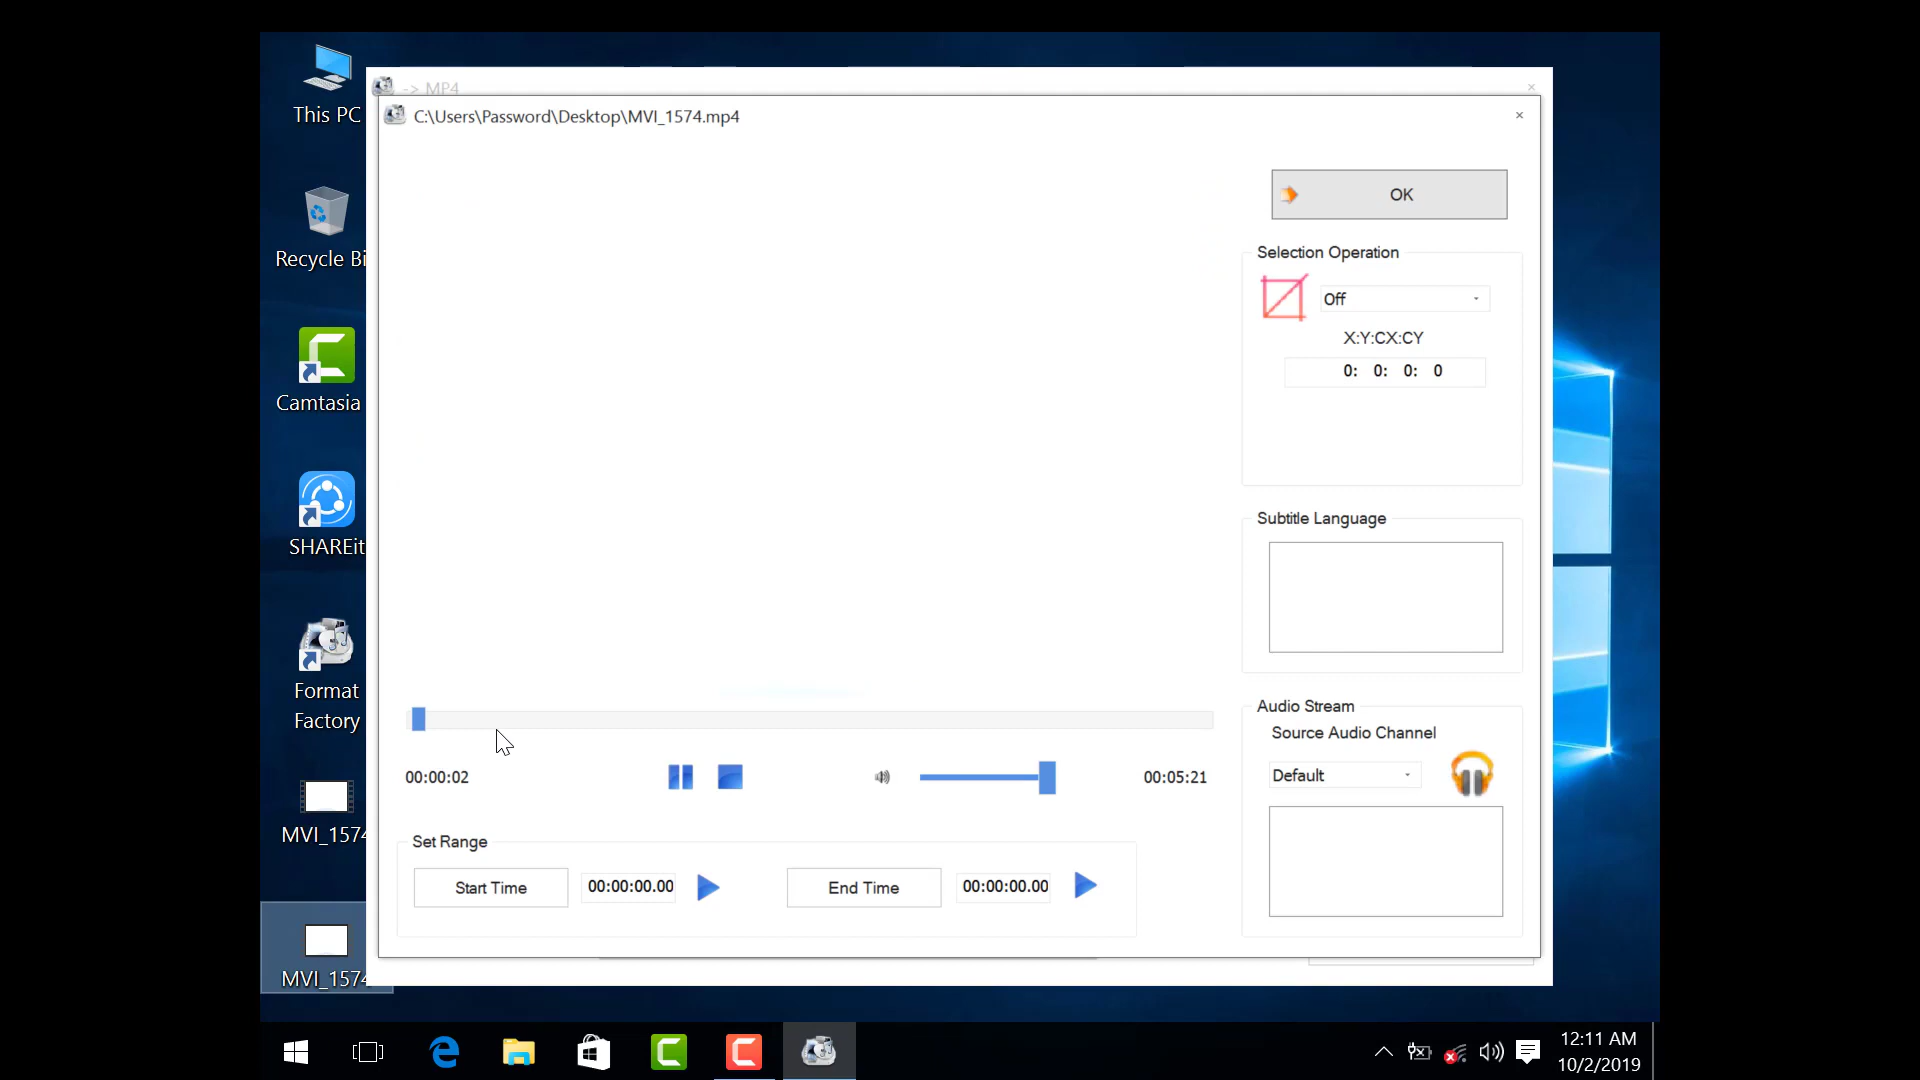 This PC
Recycle Bi
Camtasia
SHAREit
Format
Factory
MVI_1574
MVI_1574
-> MP4
C:\Users\Password\Desktop\MVI_1574.mp4
OK
Selection Operation
Off
X:Y:CX:CY
0: 0: 0: 0
Subtitle Language
Audio Stream
Source Audio Channel
Default
00:00:02
00:05:21
Set Range
Start Time
00:00:00.00
End Time
00:00:00.00
12:11 AM
10/2/2019